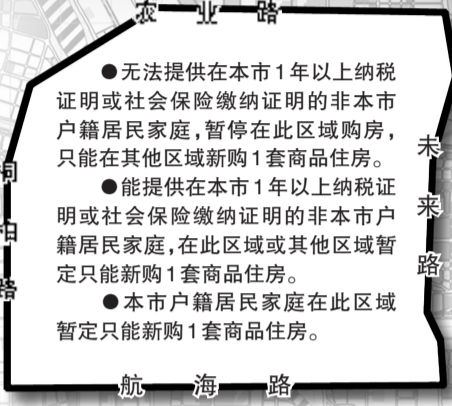 农业路
●无法提供在本市1年以上纳税
证明或社会保险缴纳证明的非本市
户籍居民家庭，暂停在此区域购房，
只能在其他区域新购1套商品住房。
●能提供在本市1年以上纳税证
明或社会保险缴纳证明的非本市户
籍居民家庭，在此区域或其他区域暂
定只能新购1套商品住房。
●本市户籍居民家庭在此区域
暂定只能新购1套商品住房。
未来路
桐柏路
航海路